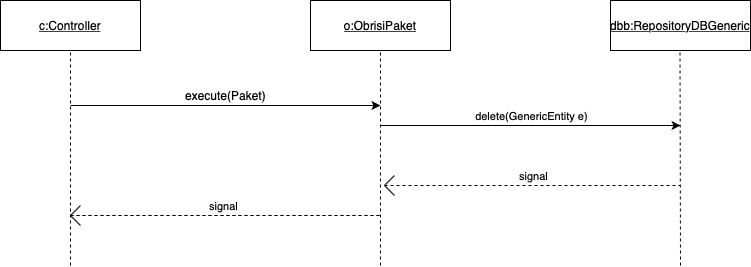 c:Controller
o:ObrisiPaket
dbb:RepositoryDBGeneric
execute(Paket)
delete(GenericEntity e)
signal
signal